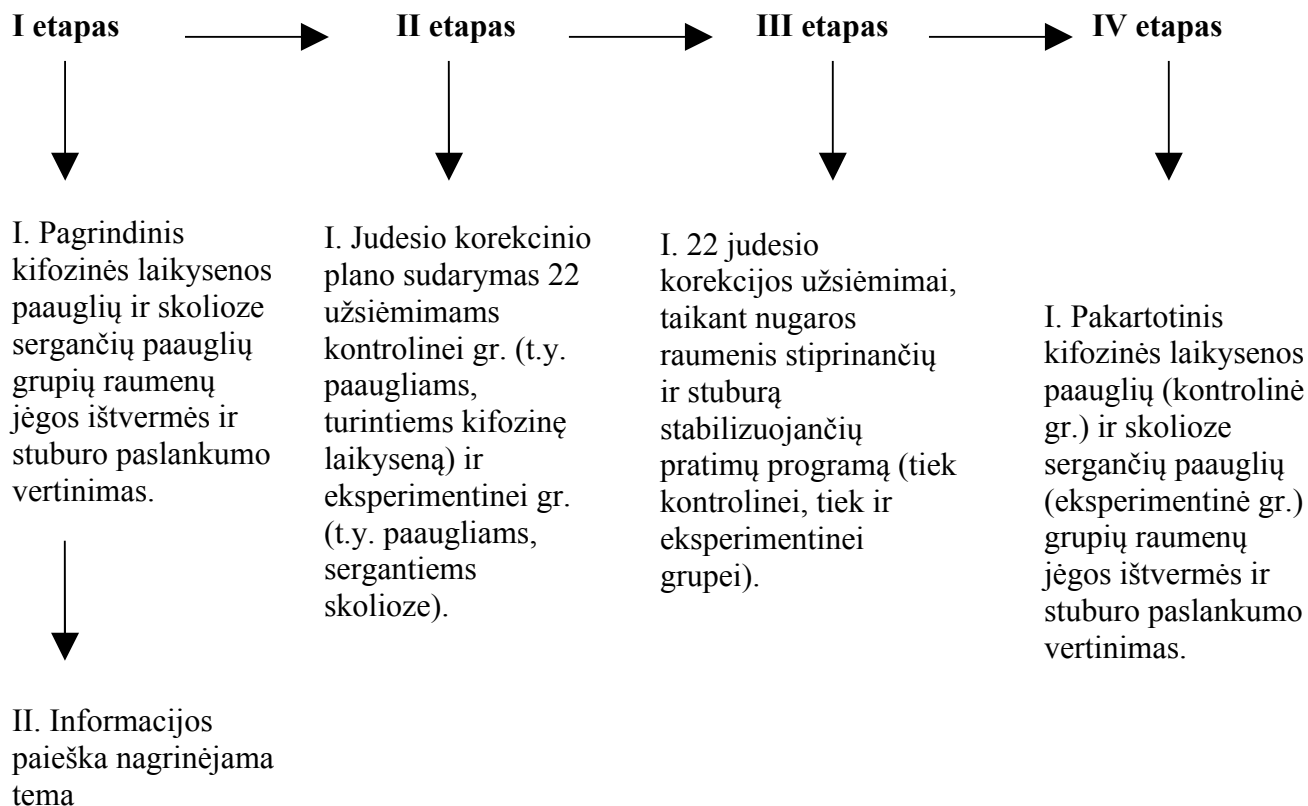 I etapas
II etapas
III etapas
IV etapas
I. Pagrindinis
kifozinės laikysenos
paauglių ir skolioze
sergančių paauglių
grupių raumenų
jėgos ištvermės ir
stuburo paslankumo
vertinimas.
II. Informacijos
paieška nagrinėjama
tema
I. Judesio korekcinio
plano sudarymas 22
užsiėmimams
kontrolinei gr. (t.y.
paaugliams,
turintiems kifozinę
laikyseną) ir
eksperimentinei gr.
(t.y. paaugliams,
sergantiems
skolioze).
I. 22 judesio
korekcijos užsiėmimai,
taikant nugaros
raumenis stiprinančių
ir stuburą
stabilizuojančių
pratimų programą (tiek
kontrolinei, tiek ir
eksperimentinei
grupei).
I. Pakartotinis
kifozinės laikysenos
paauglių (kontrolinė
gr.) ir skolioze
sergančių paauglių
(eksperimentinė gr.)
grupių raumenų
jėgos ištvermės ir
stuburo paslankumo
vertinimas.